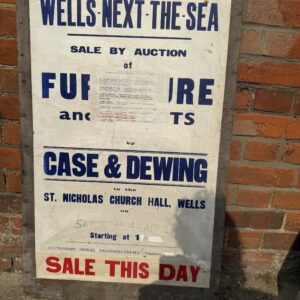 WELLS-NEXT-THE-SEA
SALE BY AUCTION
of
FUR URE
and TS
by
CASE & DEWING
in the
ST. NICHOLAS CHURCH HALL, WELLS
on
Starting at 1
SALE THIS DAY